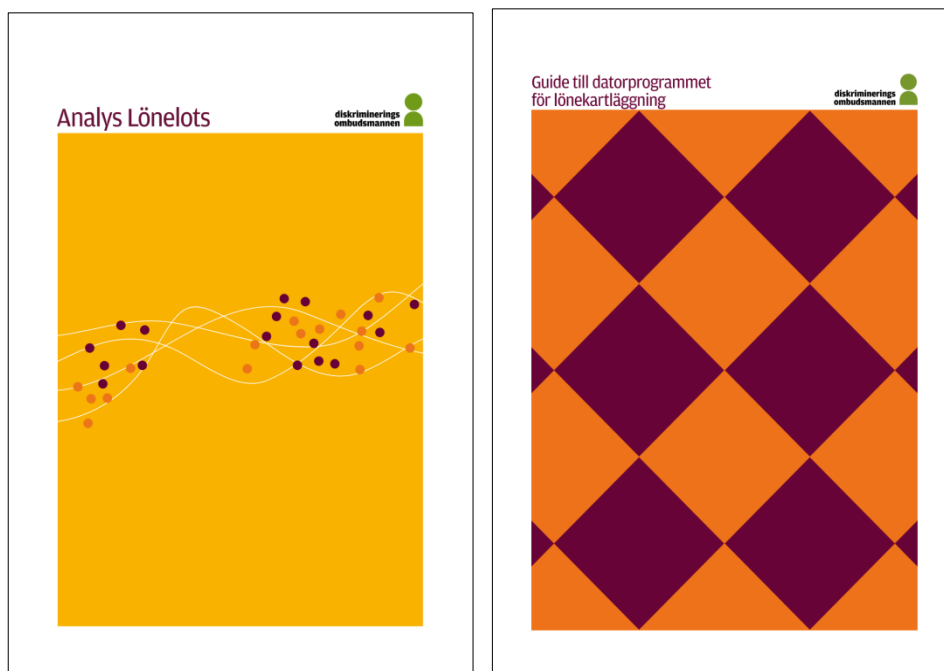 Analys Lönelots
diskriminerings
ombudsmannen
Guide till datorprogrammet
för lönekartläggning
diskriminerings
ombudsmannen